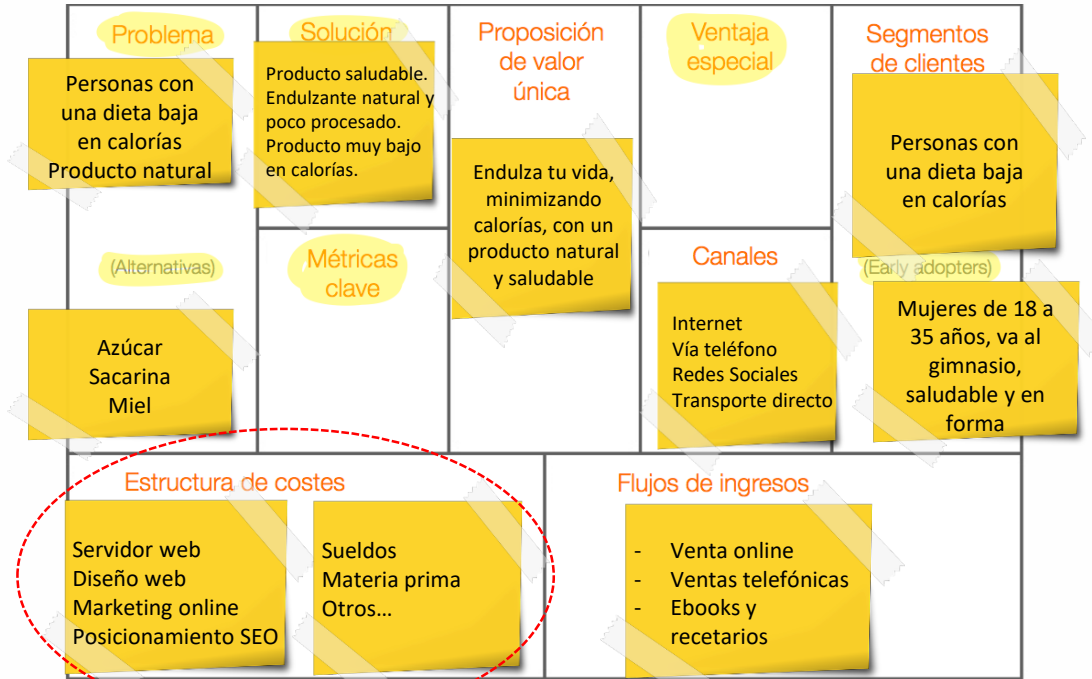 Problema
Personas con
una dieta baja
en calorías
Producto natural
(Alternativas)
Azúcar
Sacarina
Miel
Solución
Producto saludable.
Endulzante natural y
poco procesado.
Producto muy bajo
en calorías.
Métricas
clave
Proposición
de valor
única
Endulza tu vida,
minimizando
calorías, con un
producto natural
y saludable
Ventaja
especial
Canales
Internet
Vía teléfono
Redes Sociales
Transporte directo
Segmentos
de clientes
Personas con
una dieta baja
en calorías
(Early adopters)
Mujeres de 18 a
35 años, va al
gimnasio,
saludable y en
forma
Estructura de costes
Servidor web
Diseño web
Marketing online
Posicionamiento SEO
Sueldos
Materia prima
Otros…
Flujos de ingresos
- Venta online
- Ventas telefónicas
- Ebooks y
recetarios